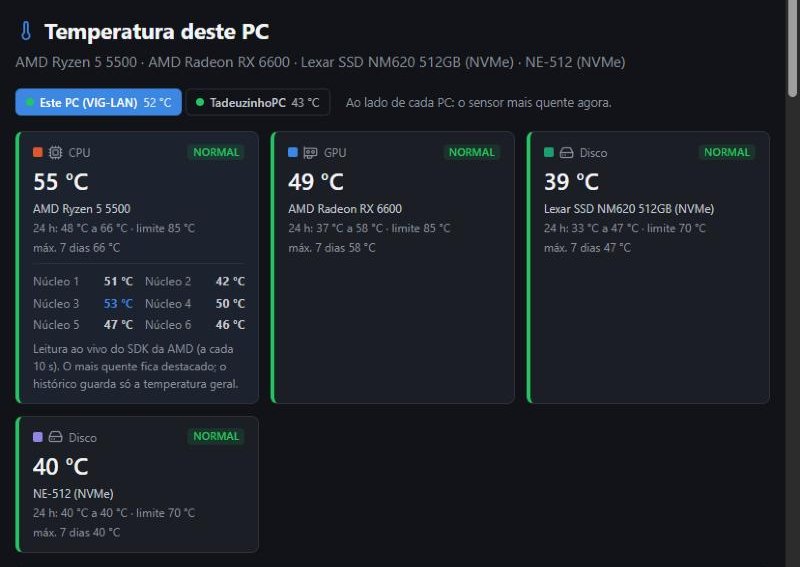 Temperatura deste PC
AMD Ryzen 5 5500 · AMD Radeon RX 6600 · Lexar SSD NM620 512GB (NVMe) · NE-512 (NVMe)
Este PC (VIG-LAN) 52 °C
TadeuzinhoPC 43 °C
Ao lado de cada PC: o sensor mais quente agora.
CPU NORMAL
55 °C
AMD Ryzen 5 5500
24 h: 48 °C a 66 °C · limite 85 °C
máx. 7 dias 66 °C
Núcleo 1 51 °C Núcleo 2 42 °C
Núcleo 3 53 °C Núcleo 4 50 °C
Núcleo 5 47 °C Núcleo 6 46 °C
Leitura ao vivo do SDK da AMD (a cada
10 s). O mais quente fica destacado; o
histórico guarda só a temperatura geral.
GPU NORMAL
49 °C
AMD Radeon RX 6600
24 h: 37 °C a 58 °C · limite 85 °C
máx. 7 dias 58 °C
Disco NORMAL
39 °C
Lexar SSD NM620 512GB (NVMe)
24 h: 33 °C a 47 °C · limite 70 °C
máx. 7 dias 47 °C
Disco NORMAL
40 °C
NE-512 (NVMe)
24 h: 40 °C a 40 °C · limite 70 °C
máx. 7 dias 40 °C